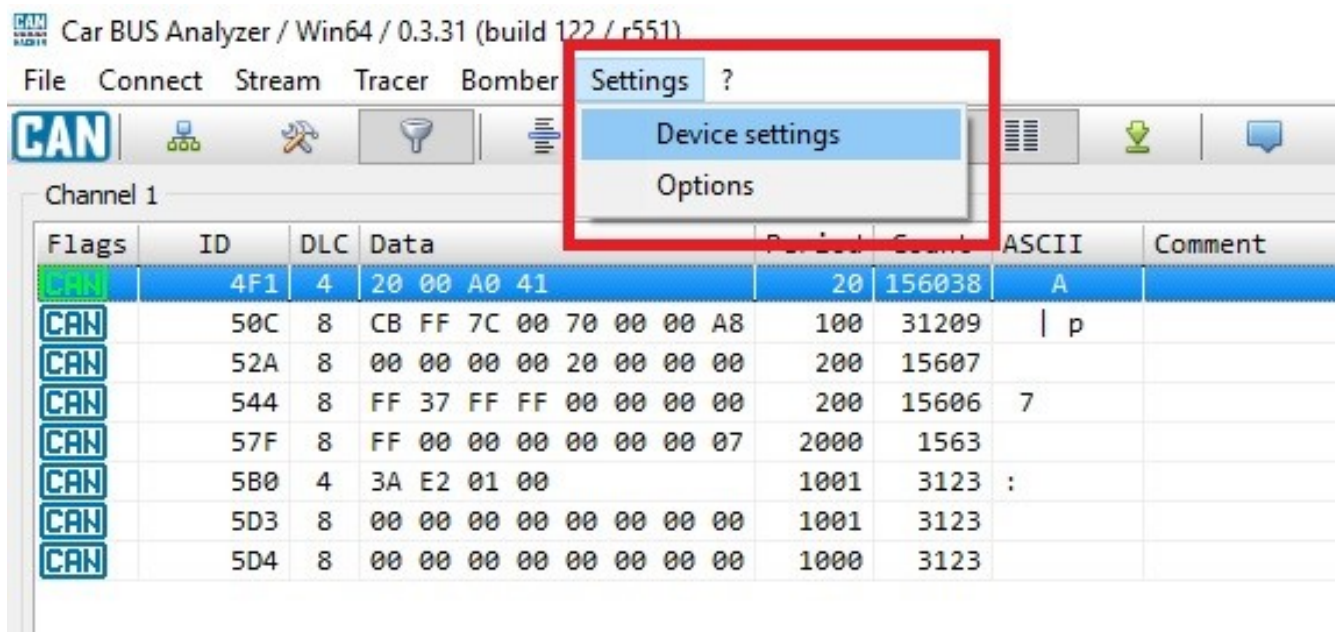 Car BUS Analyzer / Win64 / 0.3.31 (build 122 / r551)
File Connect Stream Tracer Bomber Settings ?
Device settings
Options
CAN
Channel 1
Flags ID DLC Data Period Count ASCII Comment
CAN 4F1 4 20 00 A0 41 20 156038 A
CAN 50C 8 CB FF 7C 00 70 00 00 A8 100 31209 | p
CAN 52A 8 00 00 00 00 20 00 00 00 200 15607
CAN 544 8 FF 37 FF FF 00 00 00 00 200 15606 7
CAN 57F 8 FF 00 00 00 00 00 00 07 2000 1563
CAN 5B0 4 3A E2 01 00 1001 3123 :
CAN 5D3 8 00 00 00 00 00 00 00 00 1001 3123
CAN 5D4 8 00 00 00 00 00 00 00 00 1000 3123